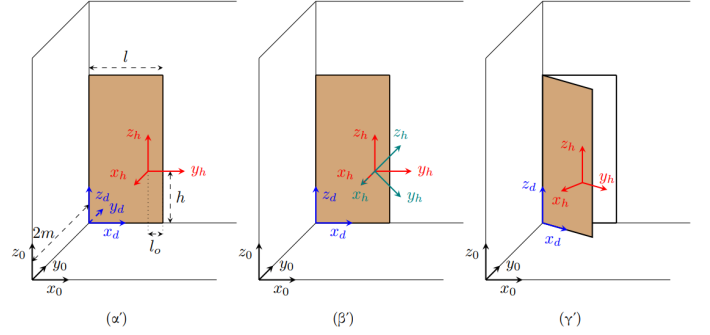 l
z_h
x_h
y_h
h
z_d
y_d
x_d
l_o
2m
z_0
y_0
x_0
(α′)
z_h
z_h
x_h
x_h
y_h
y_h
z_d
x_d
z_0
y_0
x_0
(β′)
z_h
x_h
y_h
z_d
x_d
z_0
y_0
x_0
(γ′)